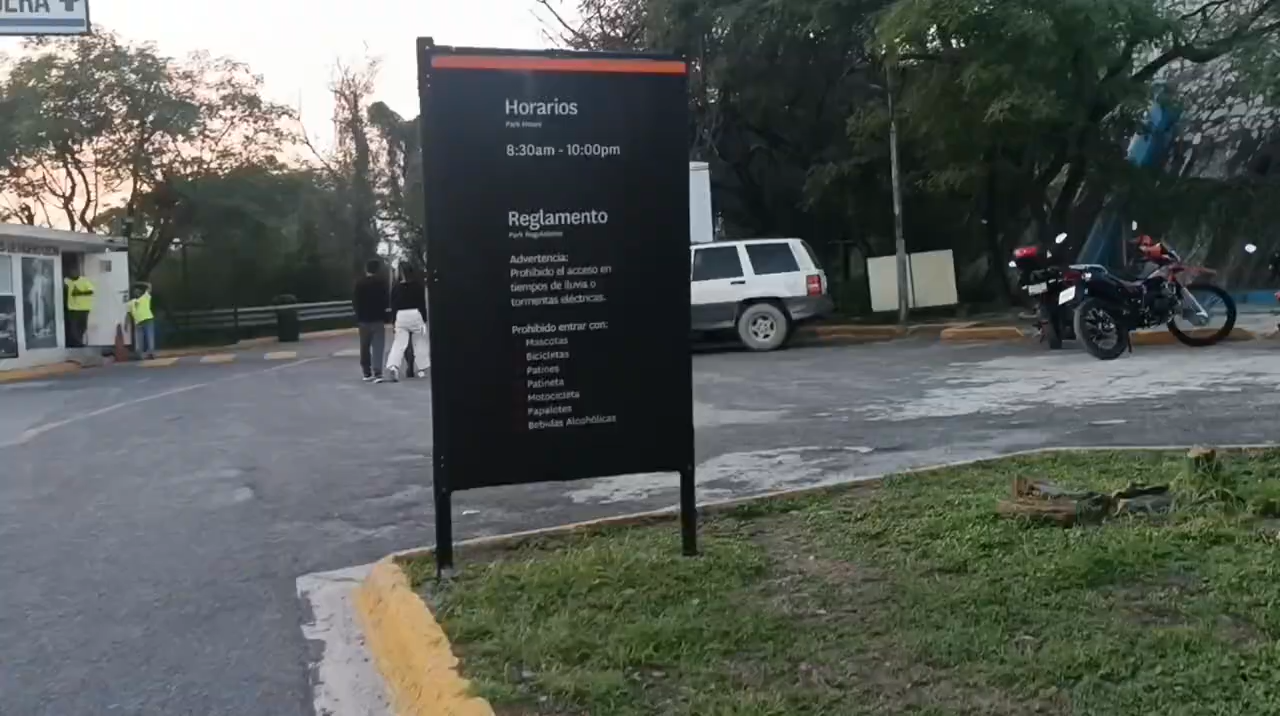 Horarios
Park Hours
8:30am - 10:00pm
Reglamento
Park Regulations
Advertencia:
Prohibido el acceso en
tiempos de lluvia o
tormentas eléctricas.
Prohibido entrar con:
Mascotas
Bicicletas
Patines
Patineta
Motocicleta
Papalotes
Bebidas Alcohólicas